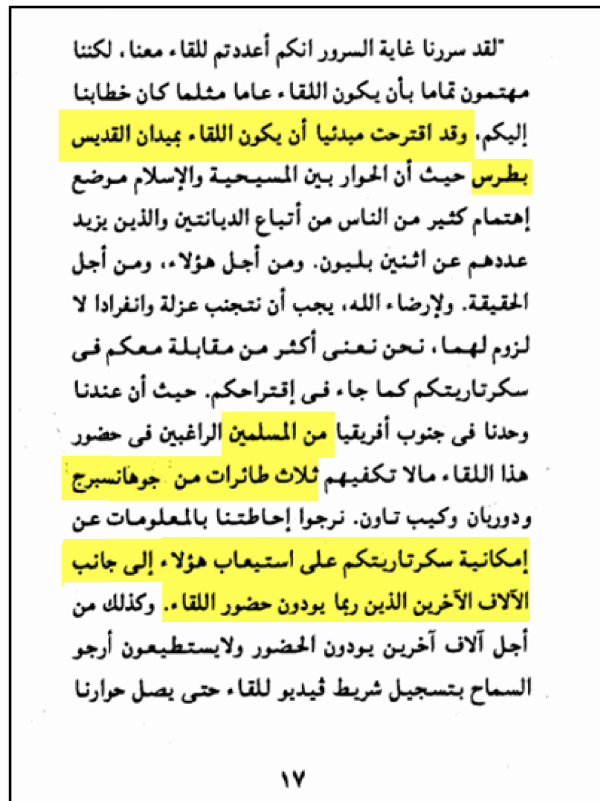 "لقد سررنا غاية السرور انكم أعددتم للقاء معنا، لكننا
مهتمون تماما بأن يكون اللقاء عاما مثلما كان خطابنا
إليكم، وقد اقترحت مبدئيا أن يكون اللقاء بميدان القديس
بطرس حيث أن الحوار بين المسيحية والإسلام موضع
إهتمام كثير من الناس من أتباع الديانتين والذين يزيد
عددهم عن اثنين بليون. ومن أجل هؤلاء، ومن أجل
الحقيقة. ولإرضاء الله، يجب أن نتجنب عزلة وانفرادا لا
لزوم لهما، نحن نعنى أكثر من مقابلة معكم فى
سكرتاريتكم كما جاء فى إقتراحكم. حيث أن عندنا
وحدنا فى جنوب أفريقيا من المسلمين الراغبين فى حضور
هذا اللقاء مالا تكفيهم ثلاث طائرات من جوهانسبرج
ودوربان وكيب تاون. نرجوا إحاطتنا بالمعلومات عن
إمكانية سكرتاريتكم على استيعاب هؤلاء إلى جانب
الآلاف الآخرين الذين ربما يودون حضور اللقاء. وكذلك من
أجل آلاف آخرين يودون الحضور ولايستطيعون أرجو
السماح بتسجيل شريط ڤيديو للقاء حتى يصل حوارنا
١٧